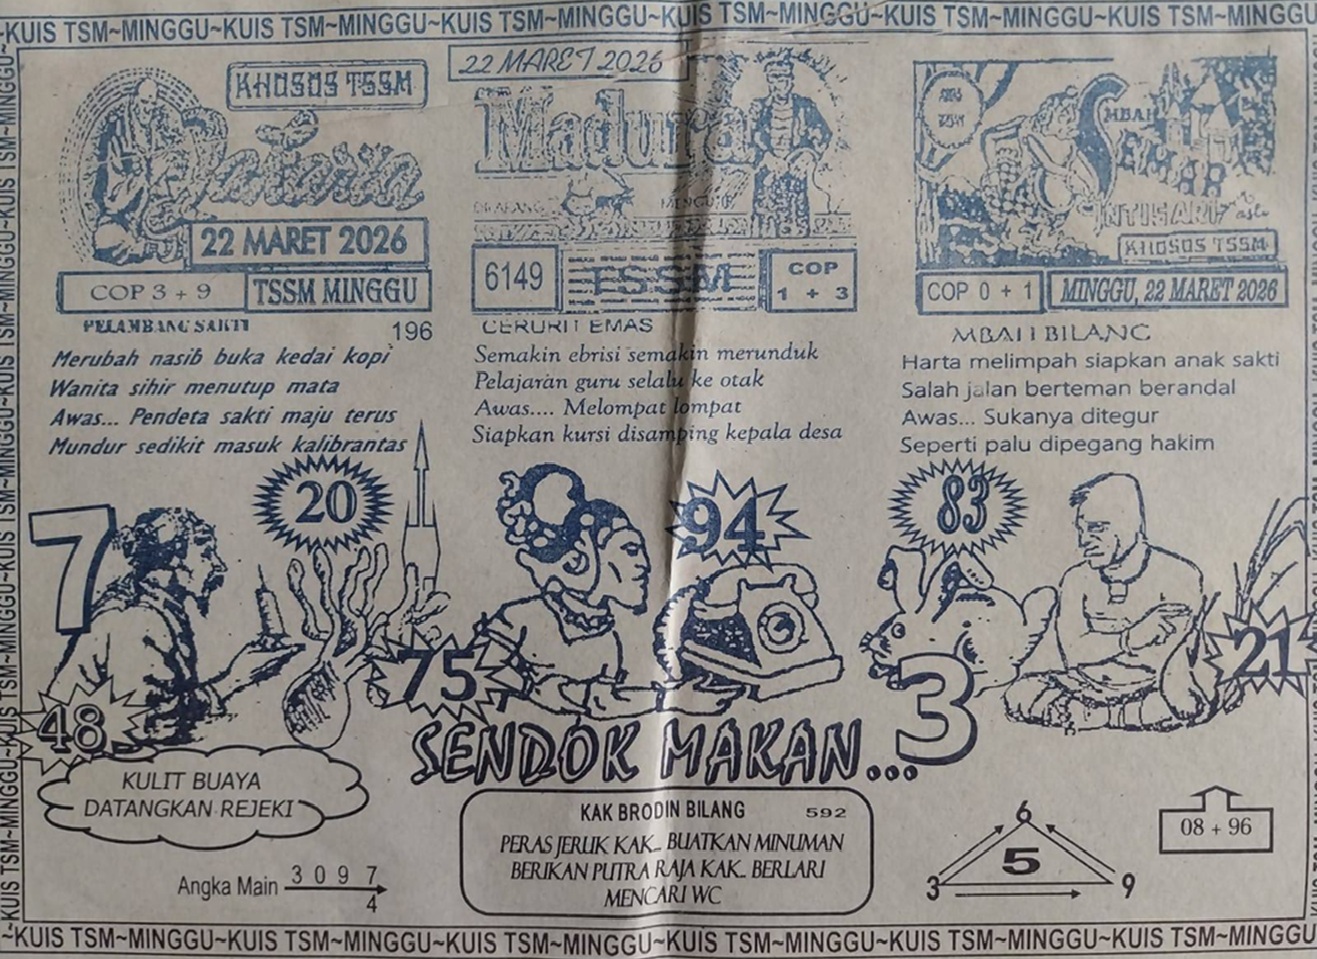 ~KUIS TSM~MINGGU~KUIS TSM~MINGGU~KUIS TSM~MINGGU~KUIS TSM~MINGGU~KUIS TSM~MINGGU
KHUSUS TSSM
22 MARET 2026
COP 3 + 9
TSSM MINGGU
PELAMBANG SAKTI
196
Merubah nasib buka kedai kopi
Wanita sihir menutup mata
Awas... Pendeta sakti maju terus
Mundur sedikit masuk kalibrantas
22 MARET 2026
Madura
6149
TSSM
COP
1 + 3
CERURIT EMAS
Semakin ebrisi semakin merunduk
Pelajaran guru selalu ke otak
Awas.... Melompat lompat
Siapkan kursi disamping kepala desa
MBAH
SEMAR
INTISARI
KHUSUS TSSM
COP 0 + 1
MINGGU, 22 MARET 2026
MBAH BILANG
Harta melimpah siapkan anak sakti
Salah jalan berteman berandal
Awas... Sukanya ditegur
Seperti palu dipegang hakim
7
20
48
75
94
83
3
21
SENDOK MAKAN...
KULIT BUAYA
DATANGKAN REJEKI
Angka Main 3 0 9 7
4
KAK BRODIN BILANG 592
PERAS JERUK KAK... BUATKAN MINUMAN
BERIKAN PUTRA RAJA KAK... BERLARI
MENCARI WC
6
5
3 9
08 + 96
~KUIS TSM~MINGGU~KUIS TSM~MINGGU~KUIS TSM~MINGGU~KUIS TSM~MINGGU~KUIS TSM~MINGGU